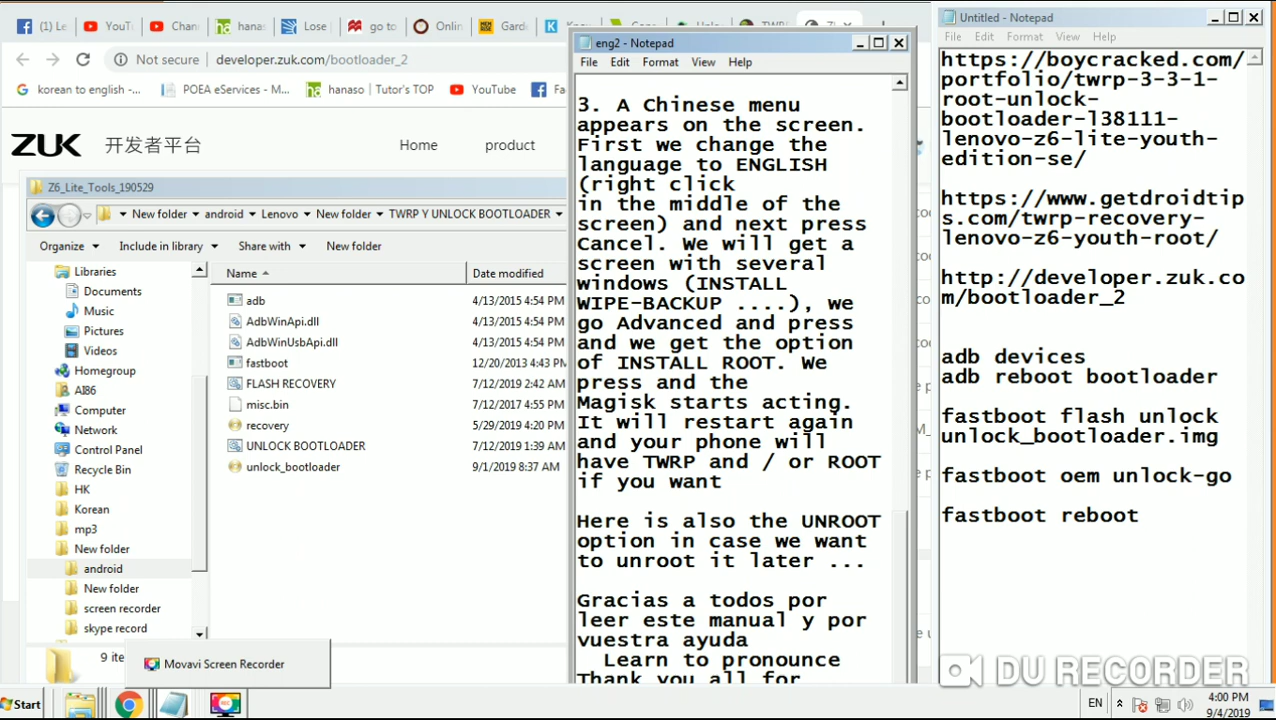 (1) Le
YouTu
Chan
hanas
Lose
go to
Onlin
Garde
Not secure
developer.zuk.com/bootloader_2
korean to english -...
POEA eServices - M...
hanaso | Tutor's TOP
YouTube
Fa
ZUK 开发者平台
Home
product
Z6_Lite_Tools_190529
New folder
android
Lenovo
New folder
TWRP Y UNLOCK BOOTLOADER
Organize
Include in library
Share with
New folder
Libraries
Documents
Music
Pictures
Videos
Homegroup
AI86
Computer
Network
Control Panel
Recycle Bin
HK
Korean
mp3
New folder
android
New folder
screen recorder
skype record
Name
Date modified
adb 4/13/2015 4:54 PM
AdbWinApi.dll 4/13/2015 4:54 PM
AdbWinUsbApi.dll 4/13/2015 4:54 PM
fastboot 12/20/2013 4:43 P
FLASH RECOVERY 7/12/2019 2:42 AM
misc.bin 7/12/2017 4:55 PM
recovery 5/29/2019 4:20 PM
UNLOCK BOOTLOADER 7/12/2019 1:39 AM
unlock_bootloader 9/1/2019 8:37 AM
9 ite
Movavi Screen Recorder
Start
eng2 - Notepad
File Edit Format View Help
3. A Chinese menu
appears on the screen.
First we change the
language to ENGLISH
(right click
in the middle of the
screen) and next press
Cancel. We will get a
screen with several
windows (INSTALL
WIPE-BACKUP ....), we
go Advanced and press
and we get the option
of INSTALL ROOT. We
press and the
Magisk starts acting.
It will restart again
and your phone will
have TWRP and / or ROOT
if you want
Here is also the UNROOT
option in case we want
to unroot it later ...
Gracias a todos por
leer este manual y por
vuestra ayuda
Learn to pronounce
Thank you all for
Untitled - Notepad
File Edit Format View Help
https://boycracked.com/
portfolio/twrp-3-3-1-
root-unlock-
bootloader-l38111-
lenovo-z6-lite-youth-
edition-se/
https://www.getdroidtip
s.com/twrp-recovery-
lenovo-z6-youth-root/
http://developer.zuk.co
m/bootloader_2
adb devices
adb reboot bootloader
fastboot flash unlock
unlock_bootloader.img
fastboot oem unlock-go
fastboot reboot
DU RECORDER
EN
4:00 PM
9/4/2019